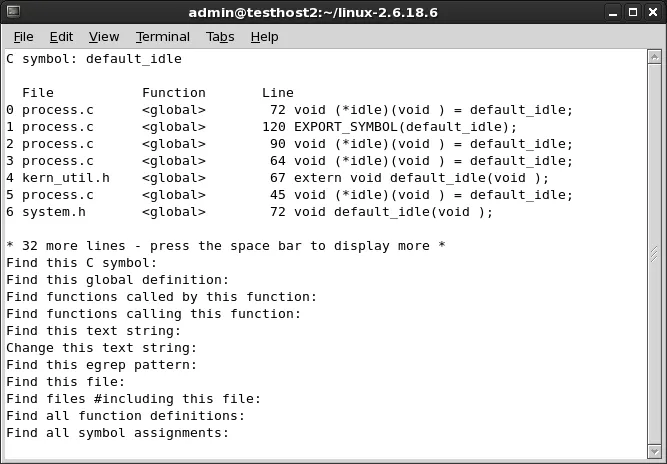 admin@testhost2:~/linux-2.6.18.6
File Edit View Terminal Tabs Help
C symbol: default_idle
File Function Line
0 process.c <global> 72 void (*idle)(void ) = default_idle;
1 process.c <global> 120 EXPORT_SYMBOL(default_idle);
2 process.c <global> 90 void (*idle)(void ) = default_idle;
3 process.c <global> 64 void (*idle)(void ) = default_idle;
4 kern_util.h <global> 67 extern void default_idle(void );
5 process.c <global> 45 void (*idle)(void ) = default_idle;
6 system.h <global> 72 void default_idle(void );
* 32 more lines - press the space bar to display more *
Find this C symbol:
Find this global definition:
Find functions called by this function:
Find functions calling this function:
Find this text string:
Change this text string:
Find this egrep pattern:
Find this file:
Find files #including this file:
Find all function definitions:
Find all symbol assignments: